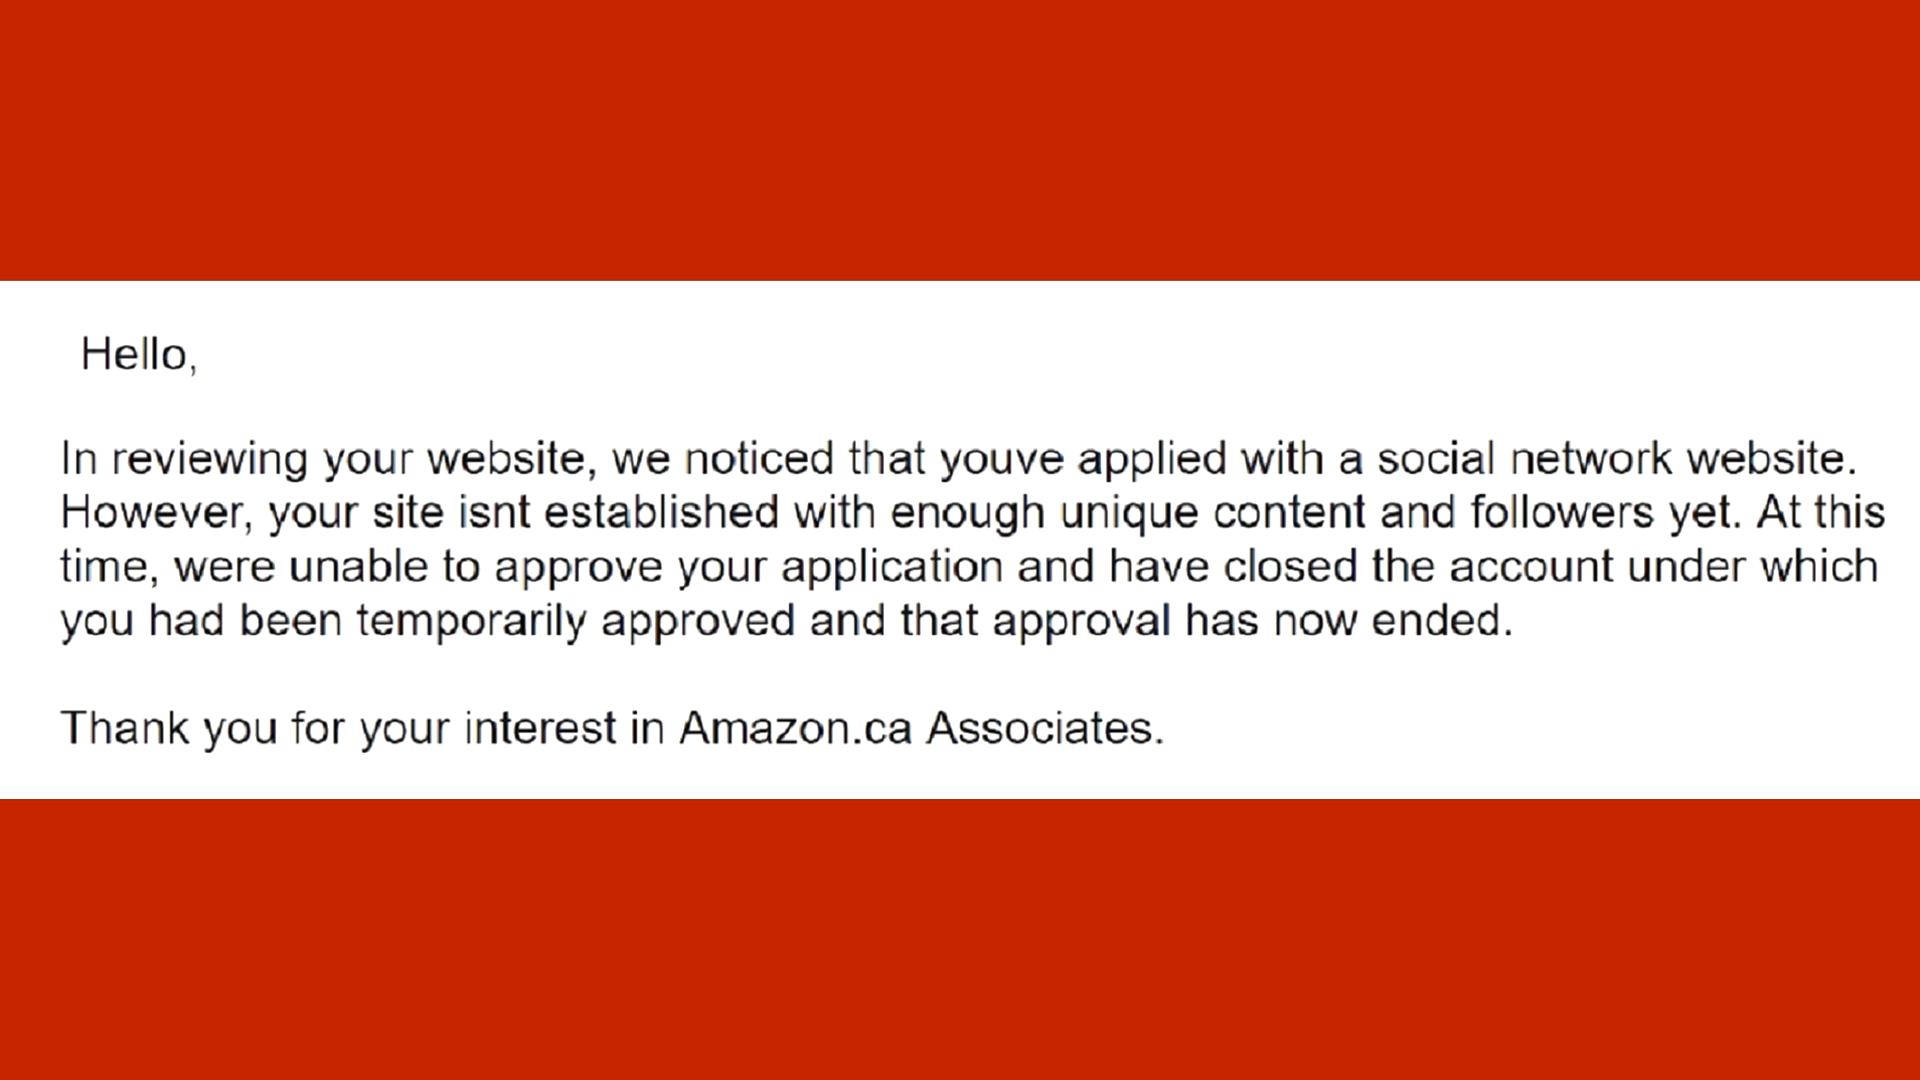 Hello,
In reviewing your website, we noticed that youve applied with a social network website.
However, your site isnt established with enough unique content and followers yet. At this
time, were unable to approve your application and have closed the account under which
you had been temporarily approved and that approval has now ended.
Thank you for your interest in Amazon.ca Associates.